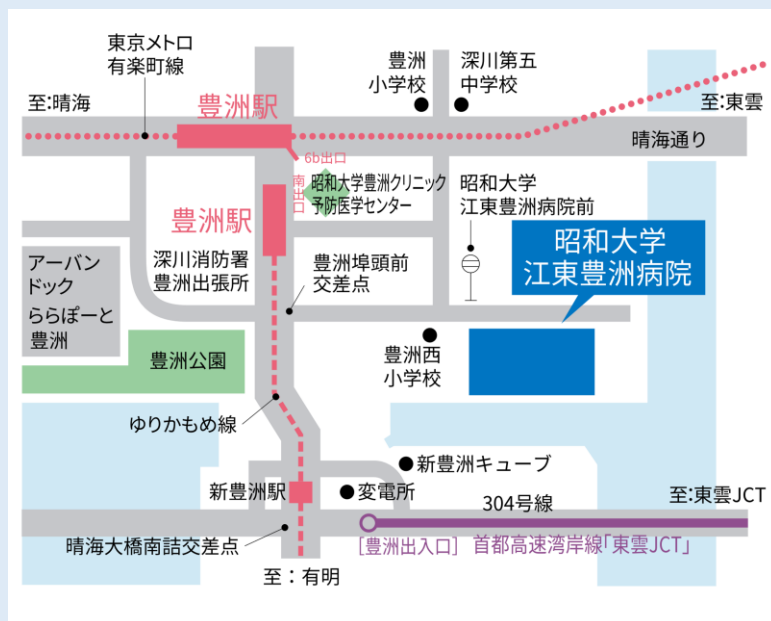 東京メトロ
有楽町線
豊洲
小学校
深川第五
中学校
至:晴海
豊洲駅
至:東雲
晴海通り
6b出口
南出口
昭和大学豊洲クリニック
予防医学センター
昭和大学
江東豊洲病院前
豊洲駅
昭和大学
江東豊洲病院
アーバン
ドック
ららぽーと
豊洲
深川消防署
豊洲出張所
豊洲埠頭前
交差点
豊洲公園
豊洲西
小学校
ゆりかもめ線
新豊洲キューブ
新豊洲駅
変電所
304号線
至:東雲JCT
晴海大橋南詰交差点
[豊洲出入口] 首都高速湾岸線「東雲JCT」
至：有明